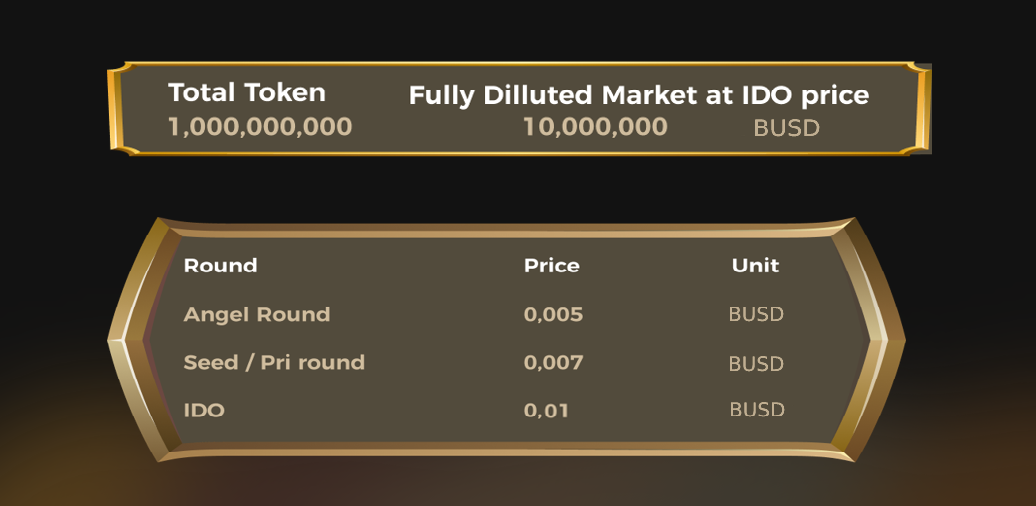 Total Token Fully Dilluted Market at IDO price
1,000,000,000 10,000,000 BUSD
Round Price Unit
Angel Round 0,005 BUSD
Seed / Pri round 0,007 BUSD
IDO 0,01 BUSD